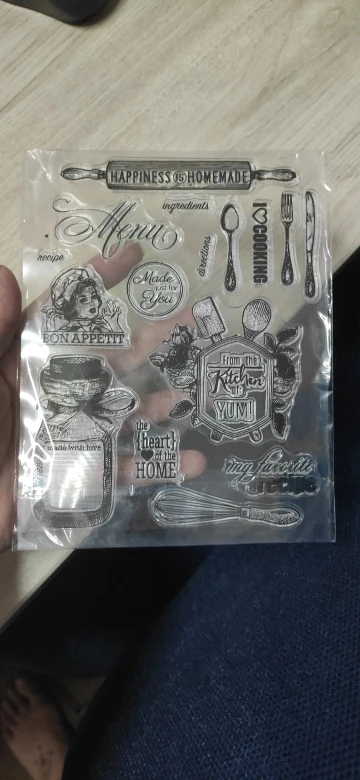 HAPPINESS IS HOMEMADE
ingredients
Menu
recipe
directions
I♡COOKING
Made
just for
You
BON APPETIT
From the
Kitchen
of
YUM!
made with love
the
{heart}
of the
HOME
my favorite
recipe